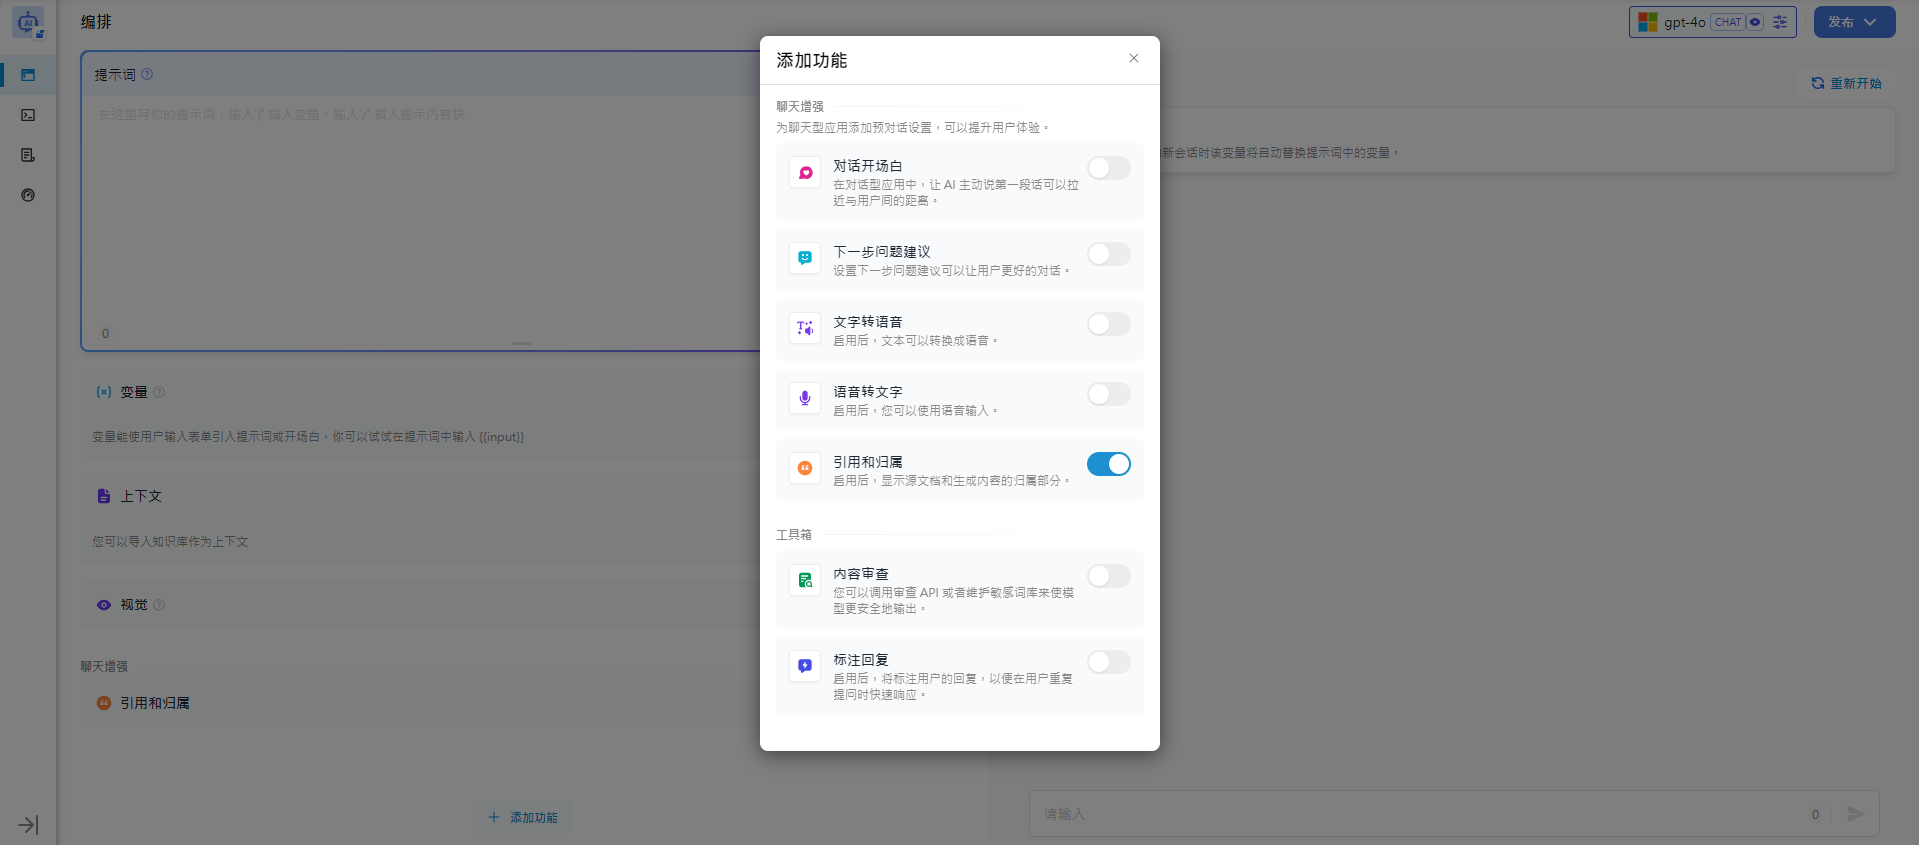 编排
gpt-4o CHAT
发布
提示词
在这里写你的提示词，输入'{' 插入变量、输入'/' 插入提示内容块
0
变量
变量能使用户输入表单引入提示词或开场白，你可以试试在提示词中输入 {{input}}
上下文
您可以导入知识库作为上下文
视觉
聊天增强
引用和归属
添加功能
添加功能
聊天增强
为聊天型应用添加预对话设置，可以提升用户体验。
对话开场白
在对话型应用中，让 AI 主动说第一段话可以拉
近与用户间的距离。
下一步问题建议
设置下一步问题建议可以让用户更好的对话。
文字转语音
启用后，文本可以转换成语音。
语音转文字
启用后，您可以使用语音输入。
引用和归属
启用后，显示源文档和生成内容的归属部分。
工具箱
内容审查
您可以调用审查 API 或者维护敏感词库来使模
型更安全地输出。
标注回复
启用后，将标注用户的回复，以便在用户重复
提问时快速响应。
重新开始
新会话时该变量将自动替换提示词中的变量。
请输入
0